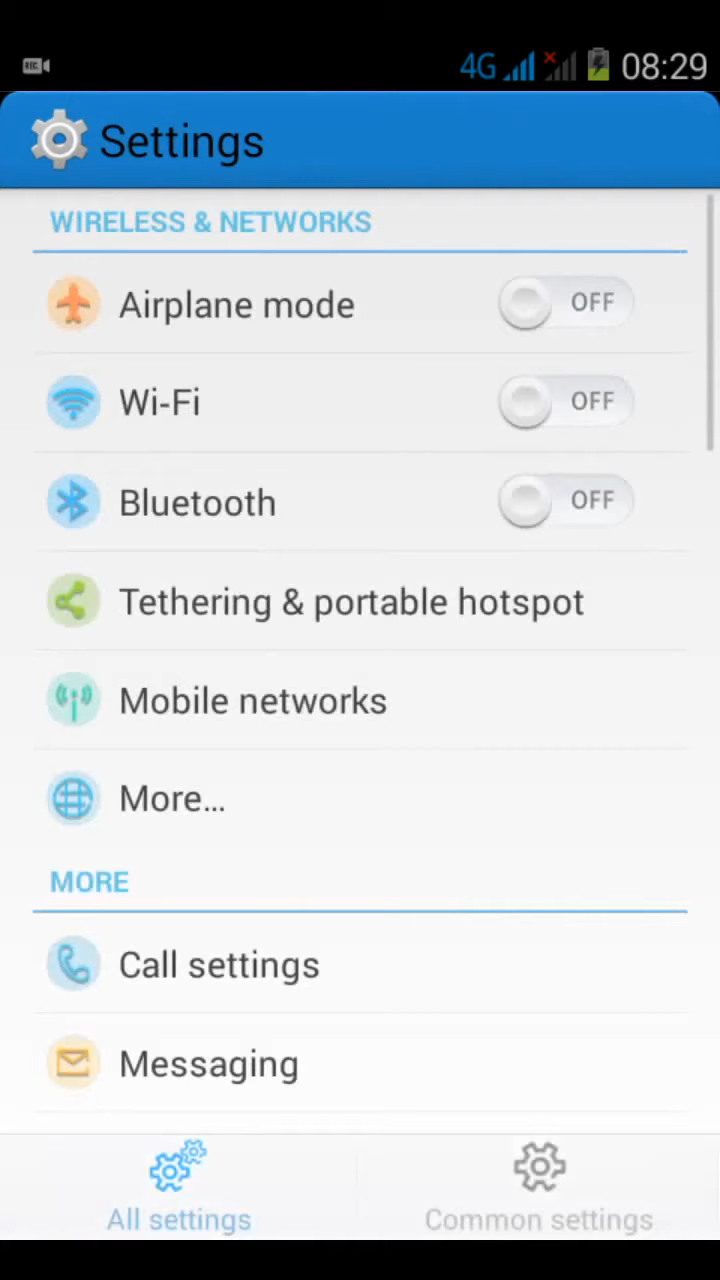 4G 08:29
Settings
WIRELESS & NETWORKS
Airplane mode OFF
Wi-Fi OFF
Bluetooth OFF
Tethering & portable hotspot
Mobile networks
More...
MORE
Call settings
Messaging
All settings Common settings